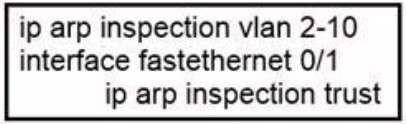 ip arp inspection vlan 2-10
interface fastethernet 0/1
ip arp inspection trust